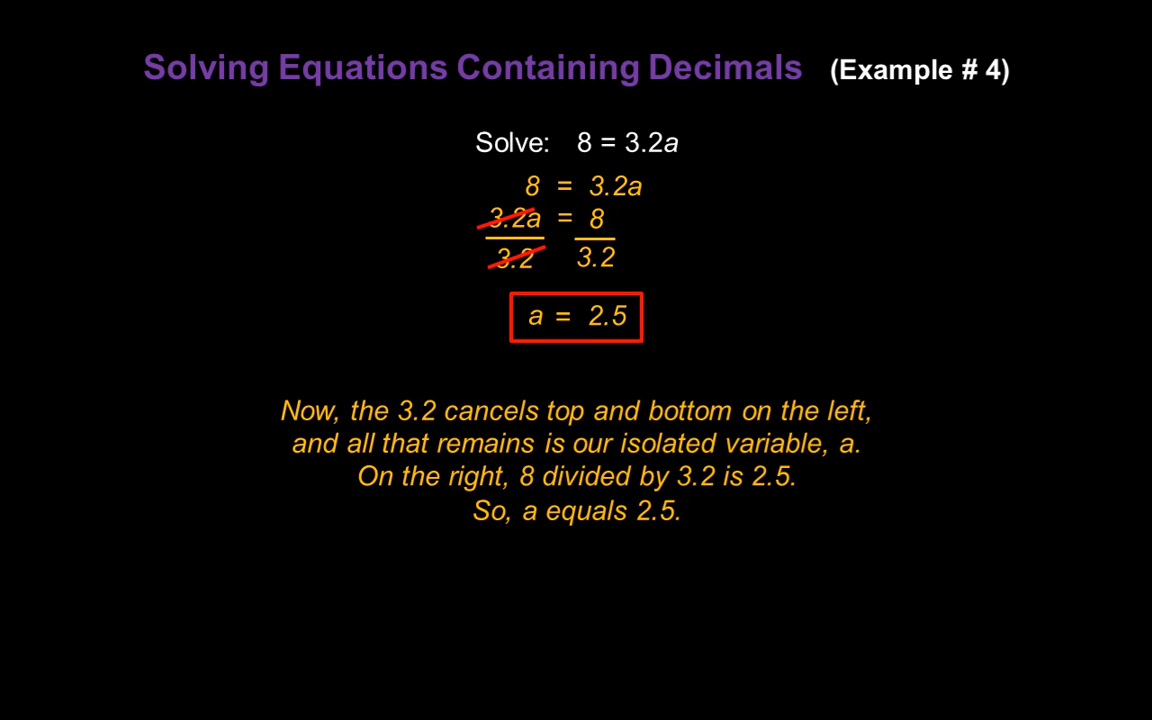 Solving Equations Containing Decimals (Example # 4)
Solve: 8 = 3.2a
8 = 3.2a
3.2a = 8
3.2 3.2
a = 2.5
Now, the 3.2 cancels top and bottom on the left,
and all that remains is our isolated variable, a.
On the right, 8 divided by 3.2 is 2.5.
So, a equals 2.5.